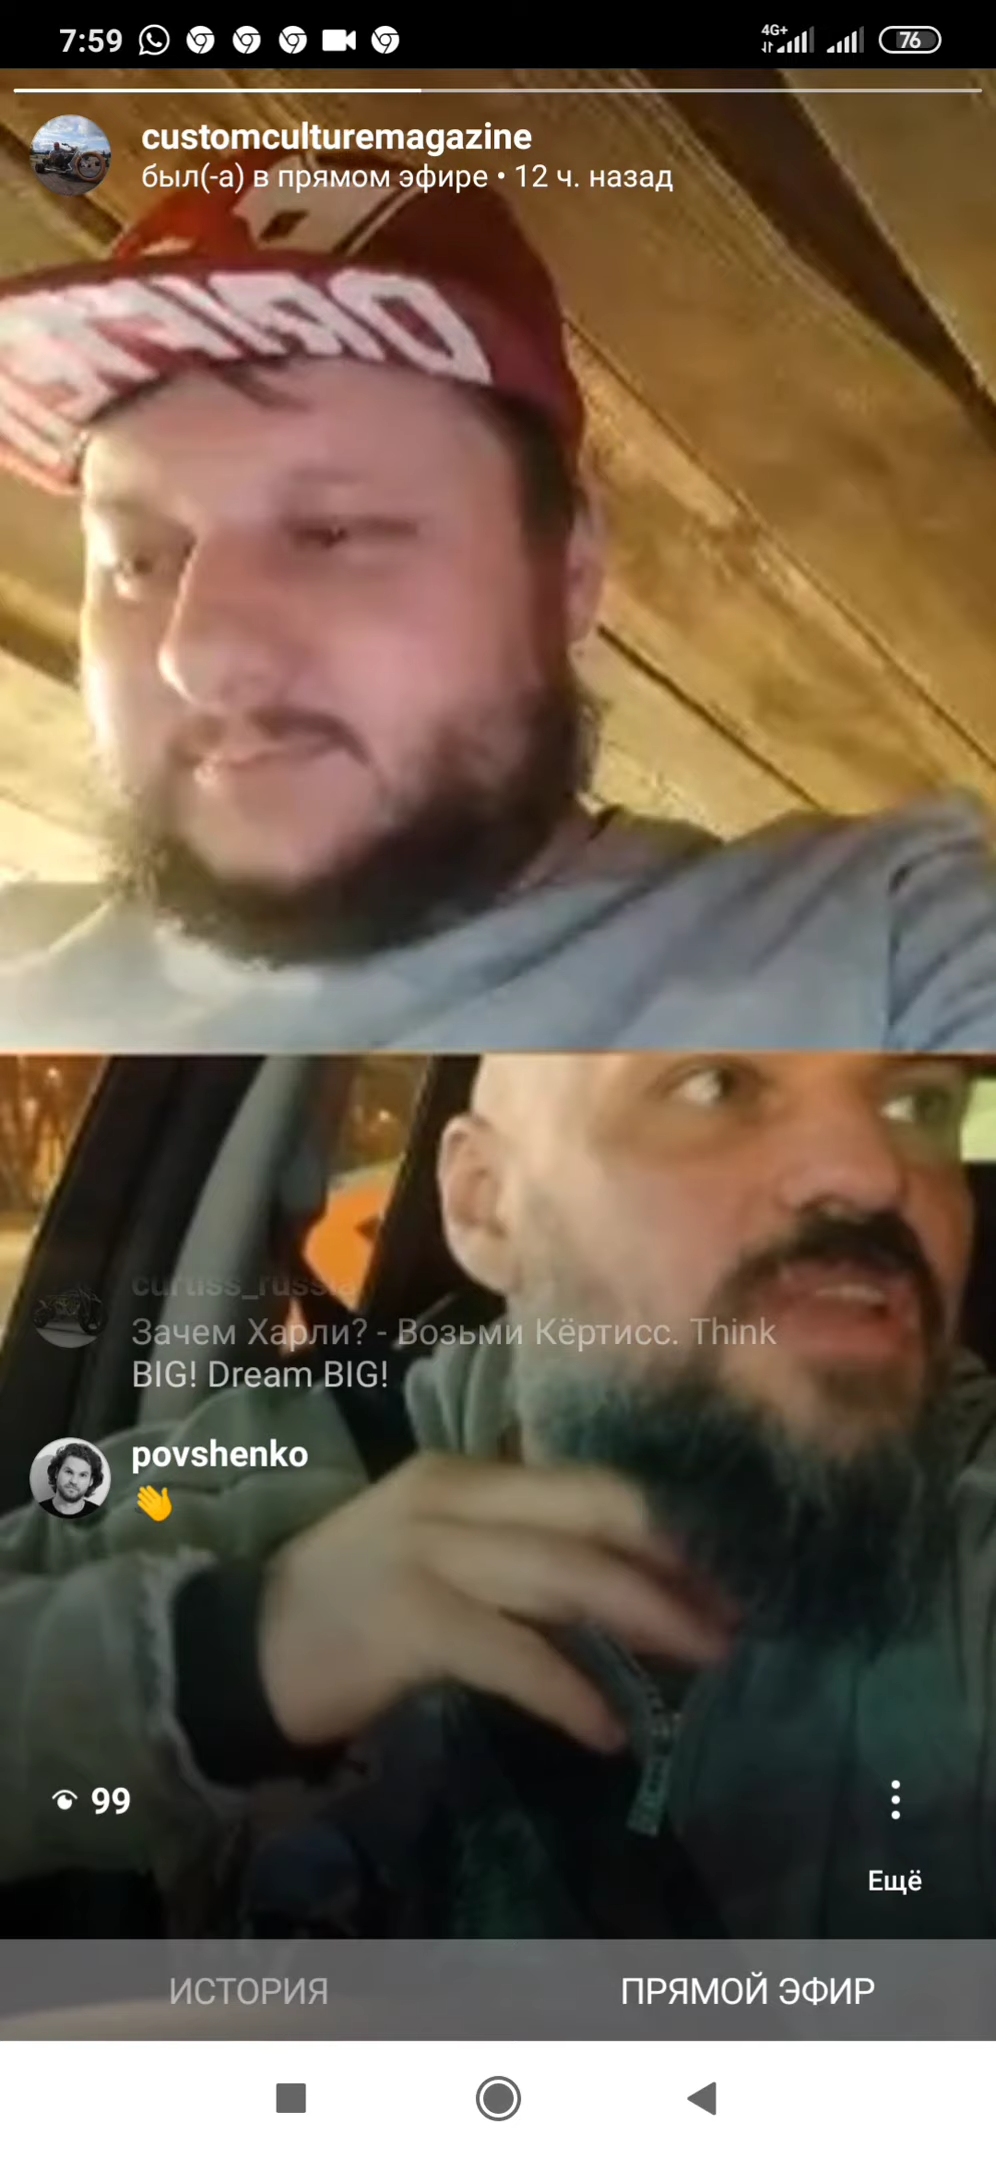 7:59
4G+
76
customculturemagazine
был(-а) в прямом эфире • 12 ч. назад
curtiss_russia
Зачем Харли? - Возьми Кёртисс. Think
BIG! Dream BIG!
povshenko
👋
99
Ещё
ИСТОРИЯ
ПРЯМОЙ ЭФИР